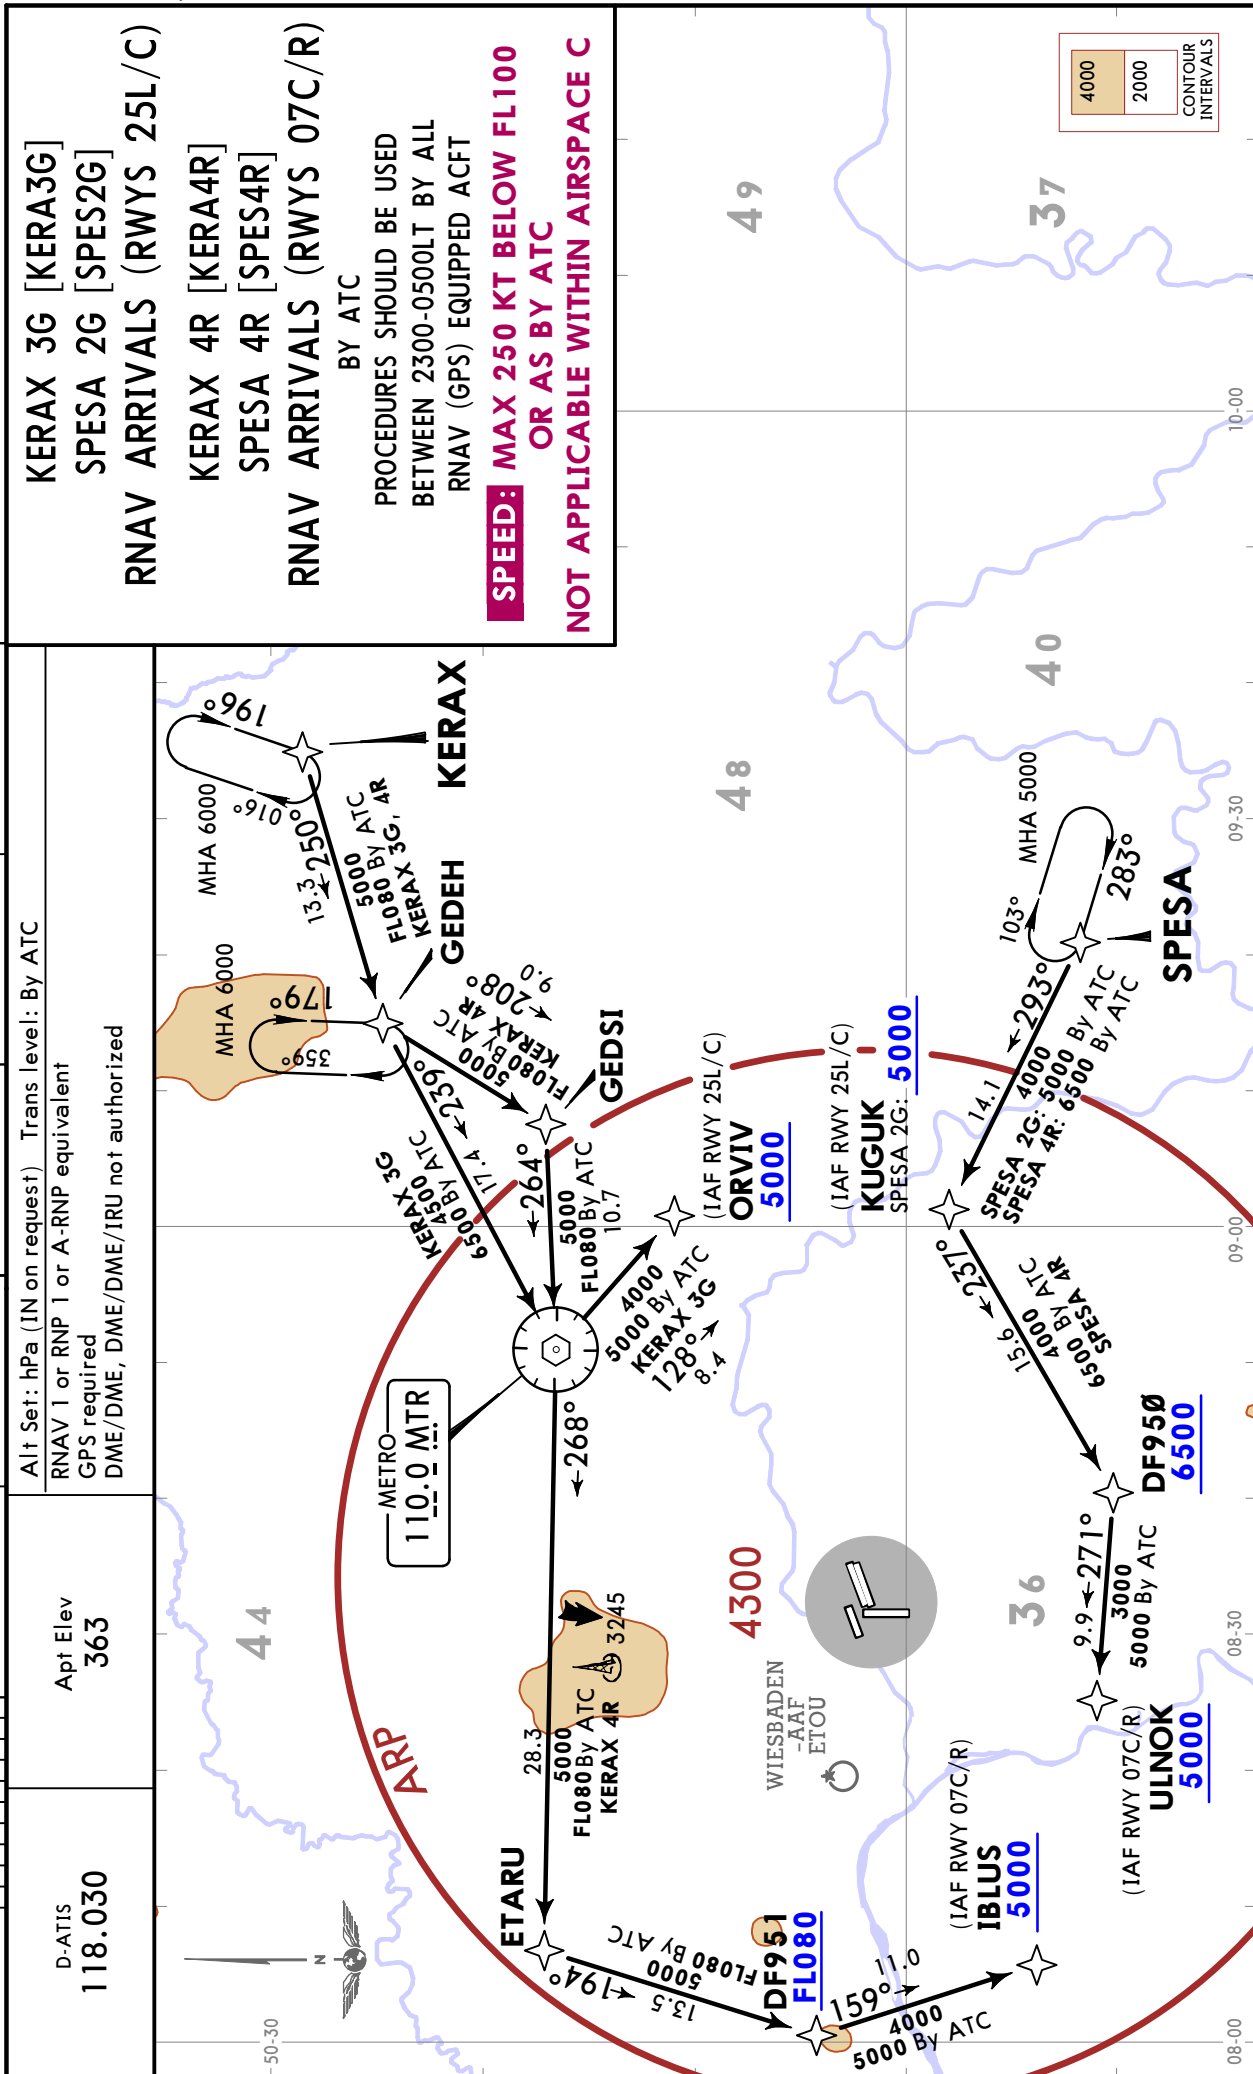 D-ATIS
118.030
Apt Elev
363
Alt Set: hPa (IN on request) Trans level: By ATC
RNAV 1 or RNP 1 or A-RNP equivalent
GPS required
DME/DME, DME/DME/IRU not authorized
KERAX 3G [KERA3G]
SPESA 2G [SPES2G]
RNAV ARRIVALS (RWYS 25L/C)
KERAX 4R [KERA4R]
SPESA 4R [SPES4R]
RNAV ARRIVALS (RWYS 07C/R)
BY ATC
PROCEDURES SHOULD BE USED
BETWEEN 2300-0500LT BY ALL
RNAV (GPS) EQUIPPED ACFT
SPEED: MAX 250 KT BELOW FL100
OR AS BY ATC
NOT APPLICABLE WITHIN AIRSPACE C
4000
2000
CONTOUR
INTERVALS
N
50-30
44
ARP
METRO
110.0 MTR
MHA 6000
179°
359°
MHA 6000
196°
016°
KERAX
13.3
250°
5000
FL080 By ATC
KERAX 3G, 4R
GEDEH
KERAX 3G
4500
6500 By ATC
17.4
239°
208°
9.0
5000
FL080 By ATC
KERAX 4R
GEDSI
264°
5000
FL080 By ATC
10.7
268°
28.3
5000
FL080 By ATC
KERAX 4R
3245
ETARU
194°
13.5
5000
FL080 By ATC
DF951
FL080
159°
11.0
4000
5000 By ATC
(IAF RWY 07C/R)
IBLUS
5000
4000
5000 By ATC
KERAX 3G
128°
8.4
(IAF RWY 25L/C)
ORVIV
5000
(IAF RWY 25L/C)
KUGUK
SPESA 2G: 5000
4300
WIESBADEN
-AAF
ETOU
49
37
48
40
36
MHA 5000
103°
283°
SPESA
293°
14.1
4000
SPESA 2G: 5000 By ATC
SPESA 4R: 6500 By ATC
237°
15.6
4000
6500 By ATC
SPESA 4R
DF950
6500
271°
9.9
3000
5000 By ATC
(IAF RWY 07C/R)
ULNOK
5000
08-00
08-30
09-00
09-30
10-00